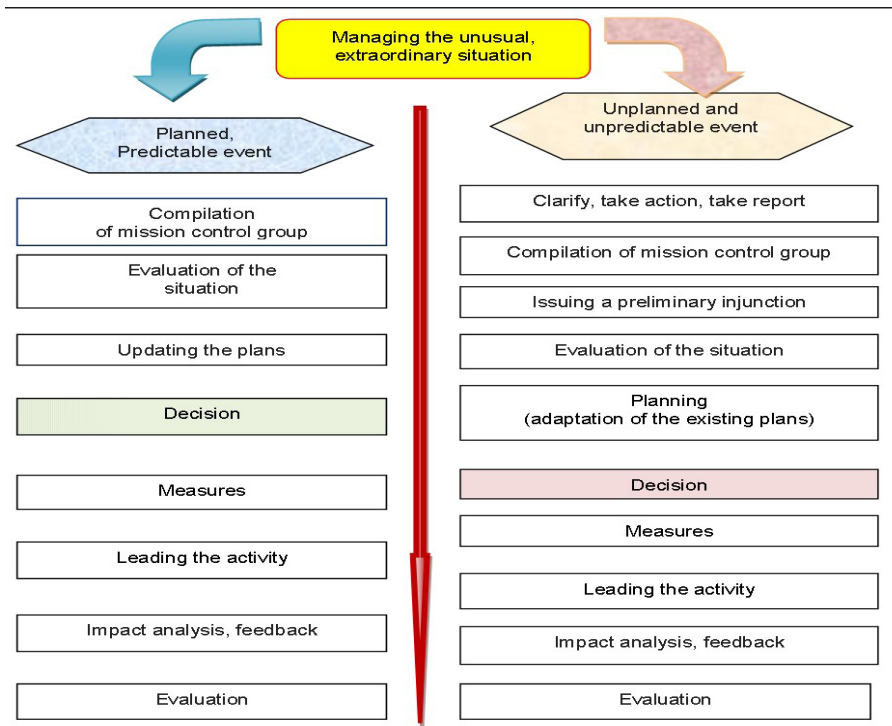 Managing the unusual,
extraordinary situation
Planned,
Predictable event
Compilation
of mission control group
Evaluation of the
situation
Updating the plans
Decision
Measures
Leading the activity
Impact analysis, feedback
Evaluation
Unplanned and
unpredictable event
Clarify, take action, take report
Compilation of mission control group
Issuing a preliminary injunction
Evaluation of the situation
Planning
(adaptation of the existing plans)
Decision
Measures
Leading the activity
Impact analysis, feedback
Evaluation